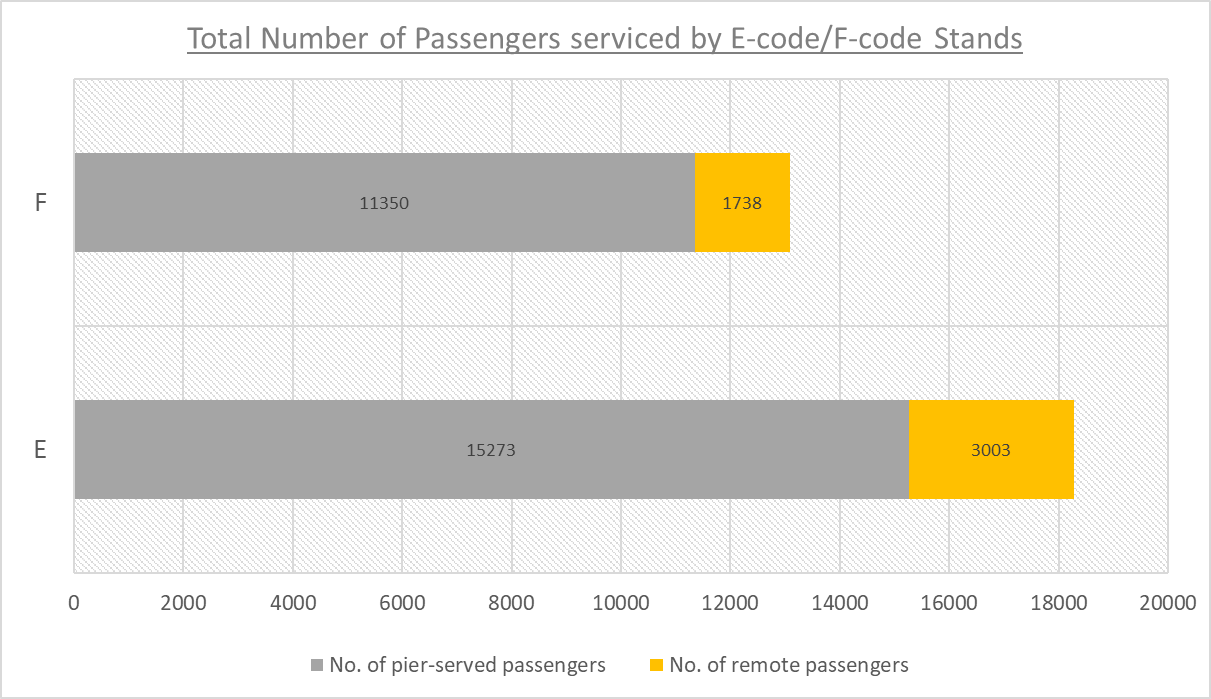 Total Number of Passengers serviced by E-code/F-code Stands
F
11350
1738
E
15273
3003
0 2000 4000 6000 8000 10000 12000 14000 16000 18000 20000
No. of pier-served passengers No. of remote passengers